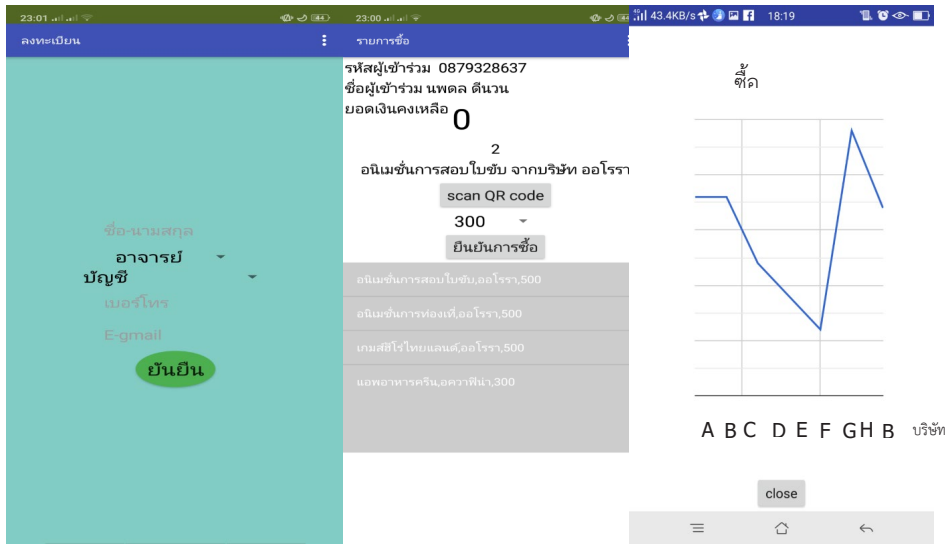 23:01
84
ลงทะเบียน
ชื่อ-นามสกุล
อาจารย์
บัญชี
เบอร์โทร
E-gmail
ยันยืน
23:00
84
รายการซื้อ
รหัสผู้เข้าร่วม 0879328637
ชื่อผู้เข้าร่วม นพดล ดีนวน
ยอดเงินคงเหลือ 0
2
อนิเมชั่นการสอบใบขับ จากบริษัท ออโรรา
scan QR code
300
ยืนยันการซื้อ
อนิเมชั่นการสอบใบขับ,ออโรรา,500
อนิเมชั่นการท่องเที่,ออโรรา,500
เกมส์ฮีโร่ไทยแลนด์,ออโรรา,500
แอพอาหารครีน,อควาฟีน่า,300
43.4KB/s 18:19
ซื้อ
A B C D E F G H B บริษัท
close